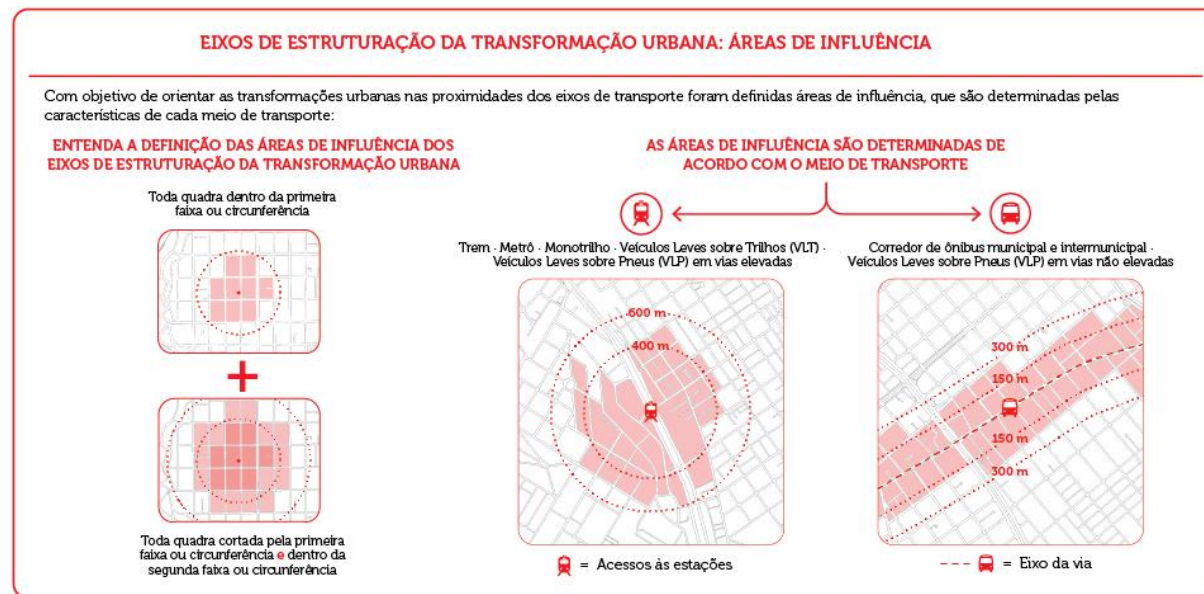 EIXOS DE ESTRUTURAÇÃO DA TRANSFORMAÇÃO URBANA: ÁREAS DE INFLUÊNCIA
Com objetivo de orientar as transformações urbanas nas proximidades dos eixos de transporte foram definidas áreas de influência, que são determinadas pelas
características de cada meio de transporte:
ENTENDA A DEFINIÇÃO DAS ÁREAS DE INFLUÊNCIA DOS
EIXOS DE ESTRUTURAÇÃO DA TRANSFORMAÇÃO URBANA
Toda quadra dentro da primeira
faixa ou circunferência
+
Toda quadra cortada pela primeira
faixa ou circunferência e dentro da
segunda faixa ou circunferência
AS ÁREAS DE INFLUÊNCIA SÃO DETERMINADAS DE
ACORDO COM O MEIO DE TRANSPORTE
Trem · Metrô · Monotrilho · Veículos Leves sobre Trilhos (VLT) ·
Veículos Leves sobre Pneus (VLP) em vias elevadas
600 m
400 m
= Acessos às estações
Corredor de ônibus municipal e intermunicipal ·
Veículos Leves sobre Pneus (VLP) em vias não elevadas
300 m
150 m
150 m
300 m
= Eixo da via